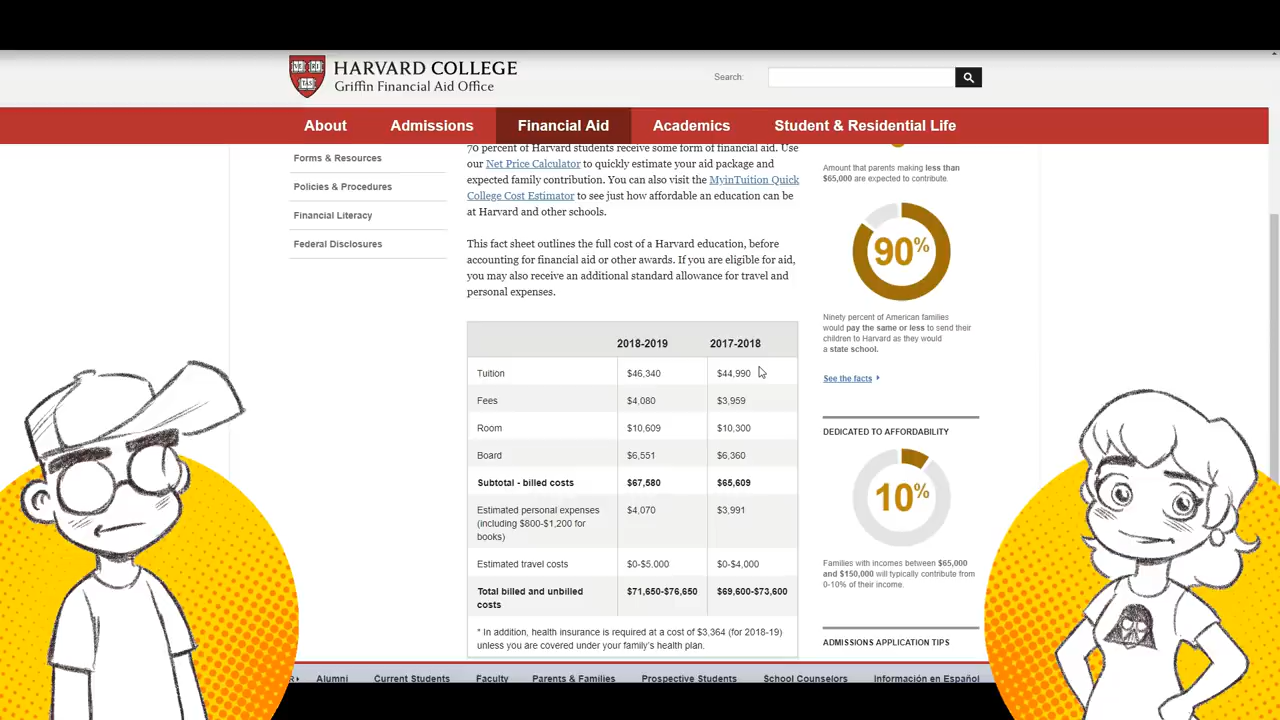 HARVARD COLLEGE
Griffin Financial Aid Office
Search:
About
Admissions
Financial Aid
Academics
Student & Residential Life
Forms & Resources
Policies & Procedures
Financial Literacy
Federal Disclosures
70 percent of Harvard students receive some form of financial aid. Use
our Net Price Calculator to quickly estimate your aid package and
expected family contribution. You can also visit the MyinTuition Quick
College Cost Estimator to see just how affordable an education can be
at Harvard and other schools.
This fact sheet outlines the full cost of a Harvard education, before
accounting for financial aid or other awards. If you are eligible for aid,
you may also receive an additional standard allowance for travel and
personal expenses.
2018-2019 2017-2018
Tuition $46,340 $44,990
Fees $4,080 $3,959
Room $10,609 $10,300
Board $6,551 $6,360
Subtotal - billed costs $67,580 $65,609
Estimated personal expenses $4,070 $3,991
(including $800-$1,200 for
books)
Estimated travel costs $0-$5.000 $0-$4,000
Total billed and unbilled $71,650-$76,650 $69,600-$73,600
costs
* In addition, health insurance is required at a cost of $3,364 (for 2018-19)
unless you are covered under your family's health plan.
Amount that parents making less than
$65,000 are expected to contribute.
90%
Ninety percent of American families
would pay the same or less to send their
children to Harvard as they would
a state school.
See the facts
DEDICATED TO AFFORDABILITY
10%
Families with incomes between $65,000
and $150,000 will typically contribute from
0-10% of their income.
ADMISSIONS APPLICATION TIPS
Alumni
Current Students
Faculty
Parents & Families
Prospective Students
School Counselors
Información en Español